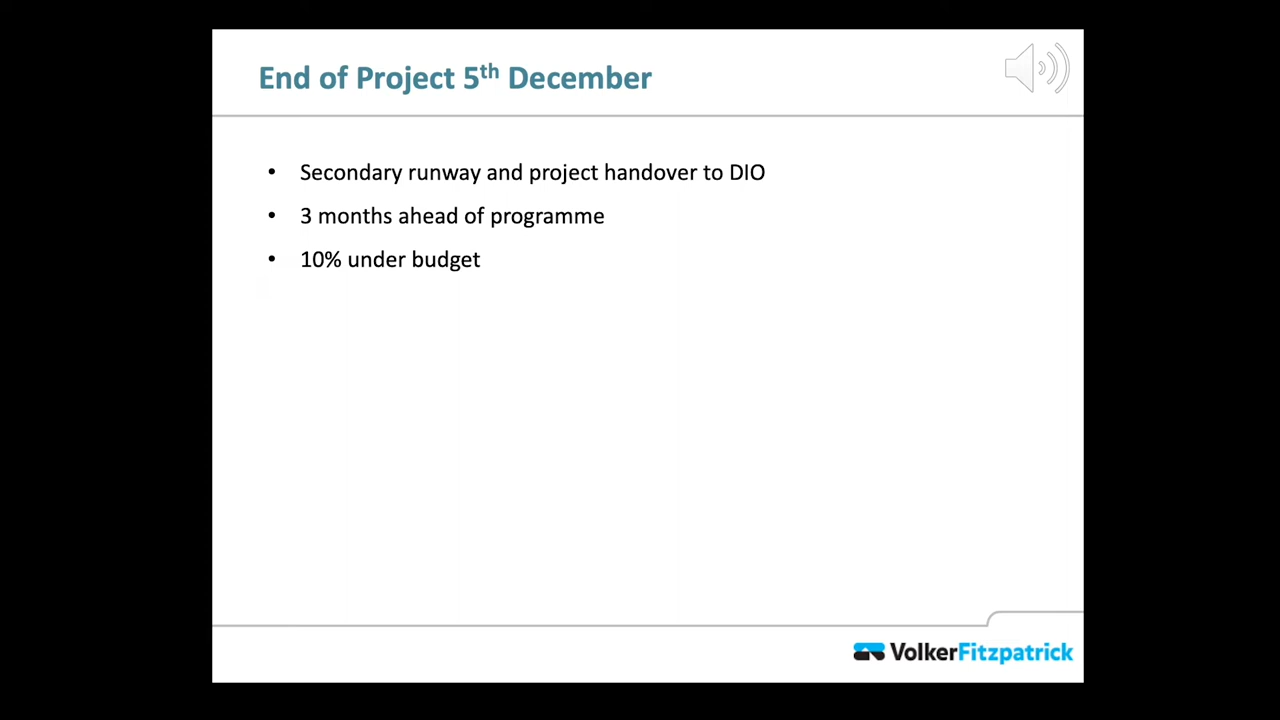 End of Project 5th December
• Secondary runway and project handover to DIO
• 3 months ahead of programme
• 10% under budget
VolkerFitzpatrick